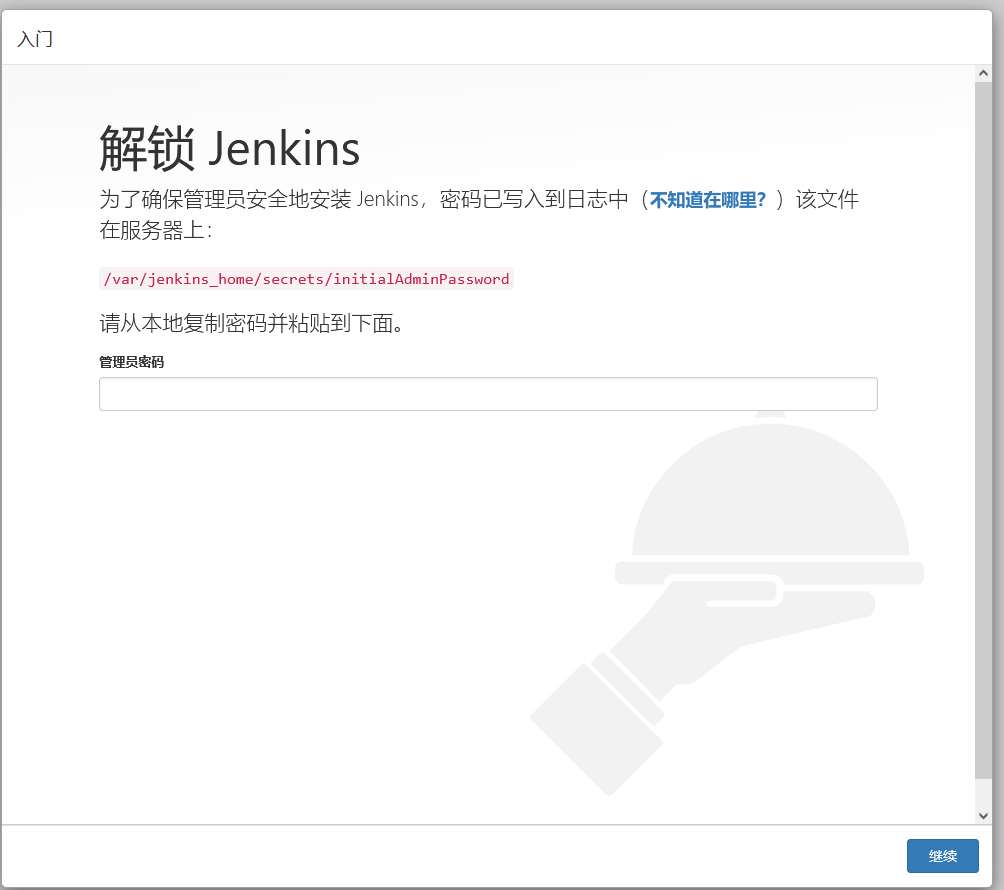 入门
解锁 Jenkins
为了确保管理员安全地安装 Jenkins，密码已写入到日志中（不知道在哪里？）该文件
在服务器上：
/var/jenkins_home/secrets/initialAdminPassword
请从本地复制密码并粘贴到下面。
管理员密码
继续